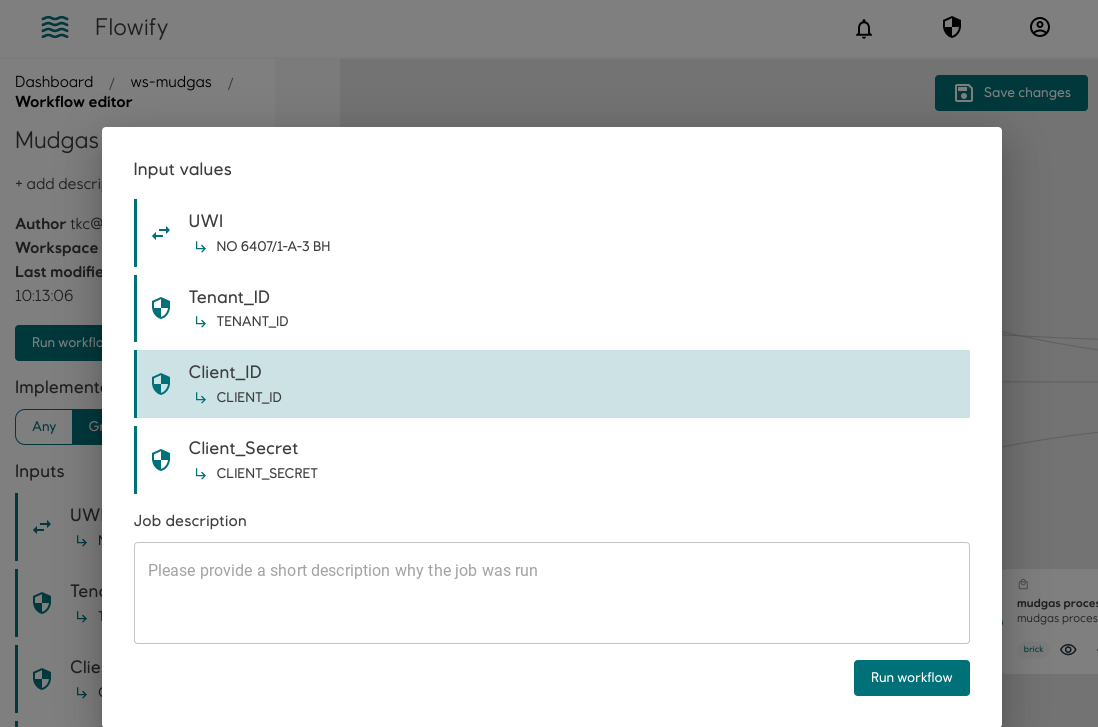 Flowify
Dashboard / ws-mudgas /
Workflow editor
Save changes
Mudgas
+ add descri
Author tkc@
Workspace
Last modifie
10:13:06
Run workflo
Implemente
Any
Inputs
UWI
Tena
Clie
Input values
UWI
NO 6407/1-A-3 BH
Tenant_ID
TENANT_ID
Client_ID
CLIENT_ID
Client_Secret
CLIENT_SECRET
Job description
Please provide a short description why the job was run
Run workflow
mudgas proces
mudgas proces
brick